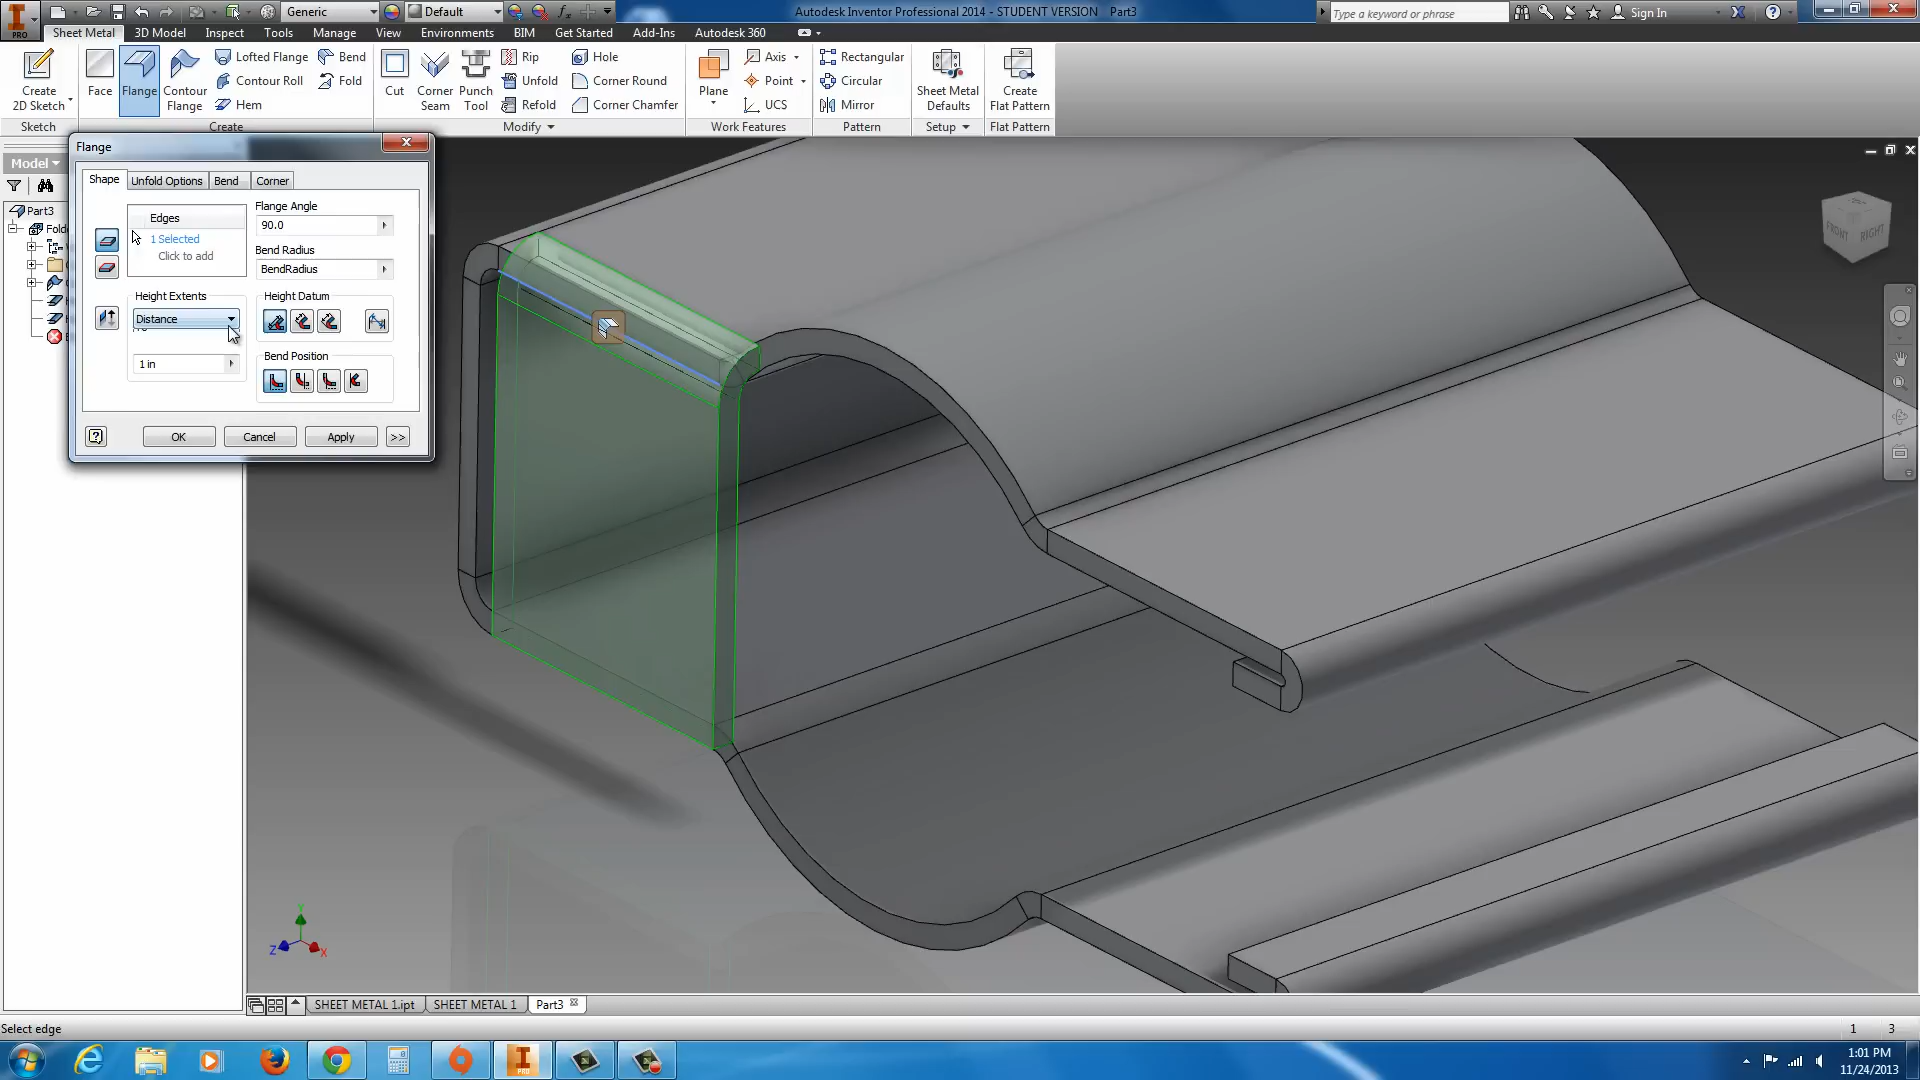 Generic
Default
fx
Autodesk Inventor Professional 2014 - STUDENT VERSION Part3
Type a keyword or phrase
Sign In
PRO
Sheet Metal
3D Model
Inspect
Tools
Manage
View
Environments
BIM
Get Started
Add-Ins
Autodesk 360
Create
2D Sketch
Face
Flange
Contour
Flange
Lofted Flange
Contour Roll
Hem
Bend
Fold
Cut
Corner
Seam
Punch
Tool
Rip
Unfold
Refold
Hole
Corner Round
Corner Chamfer
Plane
Axis
Point
UCS
Rectangular
Circular
Mirror
Sheet Metal
Defaults
Create
Flat Pattern
Sketch
Create
Modify
Work Features
Pattern
Setup
Flat Pattern
Model
Part3
Flange
Shape
Unfold Options
Bend
Corner
Edges
1 Selected
Click to add
Flange Angle
90.0
Bend Radius
BendRadius
Height Extents
Distance
1 in
Height Datum
Bend Position
OK
Cancel
Apply
>>
FRONT
RIGHT
Y
Z
X
SHEET METAL 1.ipt
SHEET METAL 1
Part3
Select edge
1
3
PRO
1:01 PM
11/24/2013